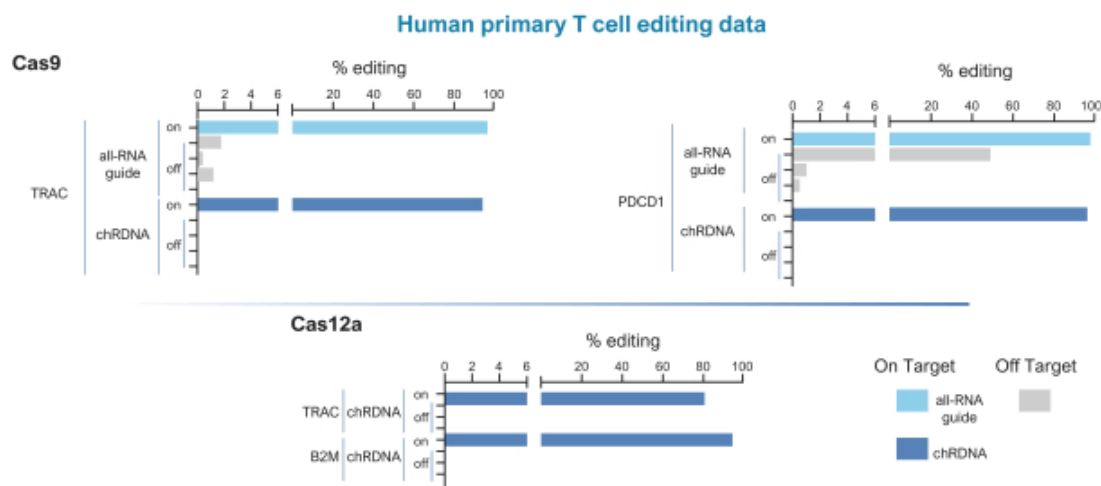 Human primary T cell editing data
Cas9
% editing
0 2 4 6 20 40 60 80 100
TRAC
all-RNA
guide
on
off
chRDNA
on
off
% editing
0 2 4 6 20 40 60 80 100
PDCD1
all-RNA
guide
on
off
chRDNA
on
off
Cas12a
% editing
0 2 4 6 20 40 60 80 100
TRAC chRDNA on
off
B2M chRDNA on
off
On Target Off Target
all-RNA
guide
chRDNA